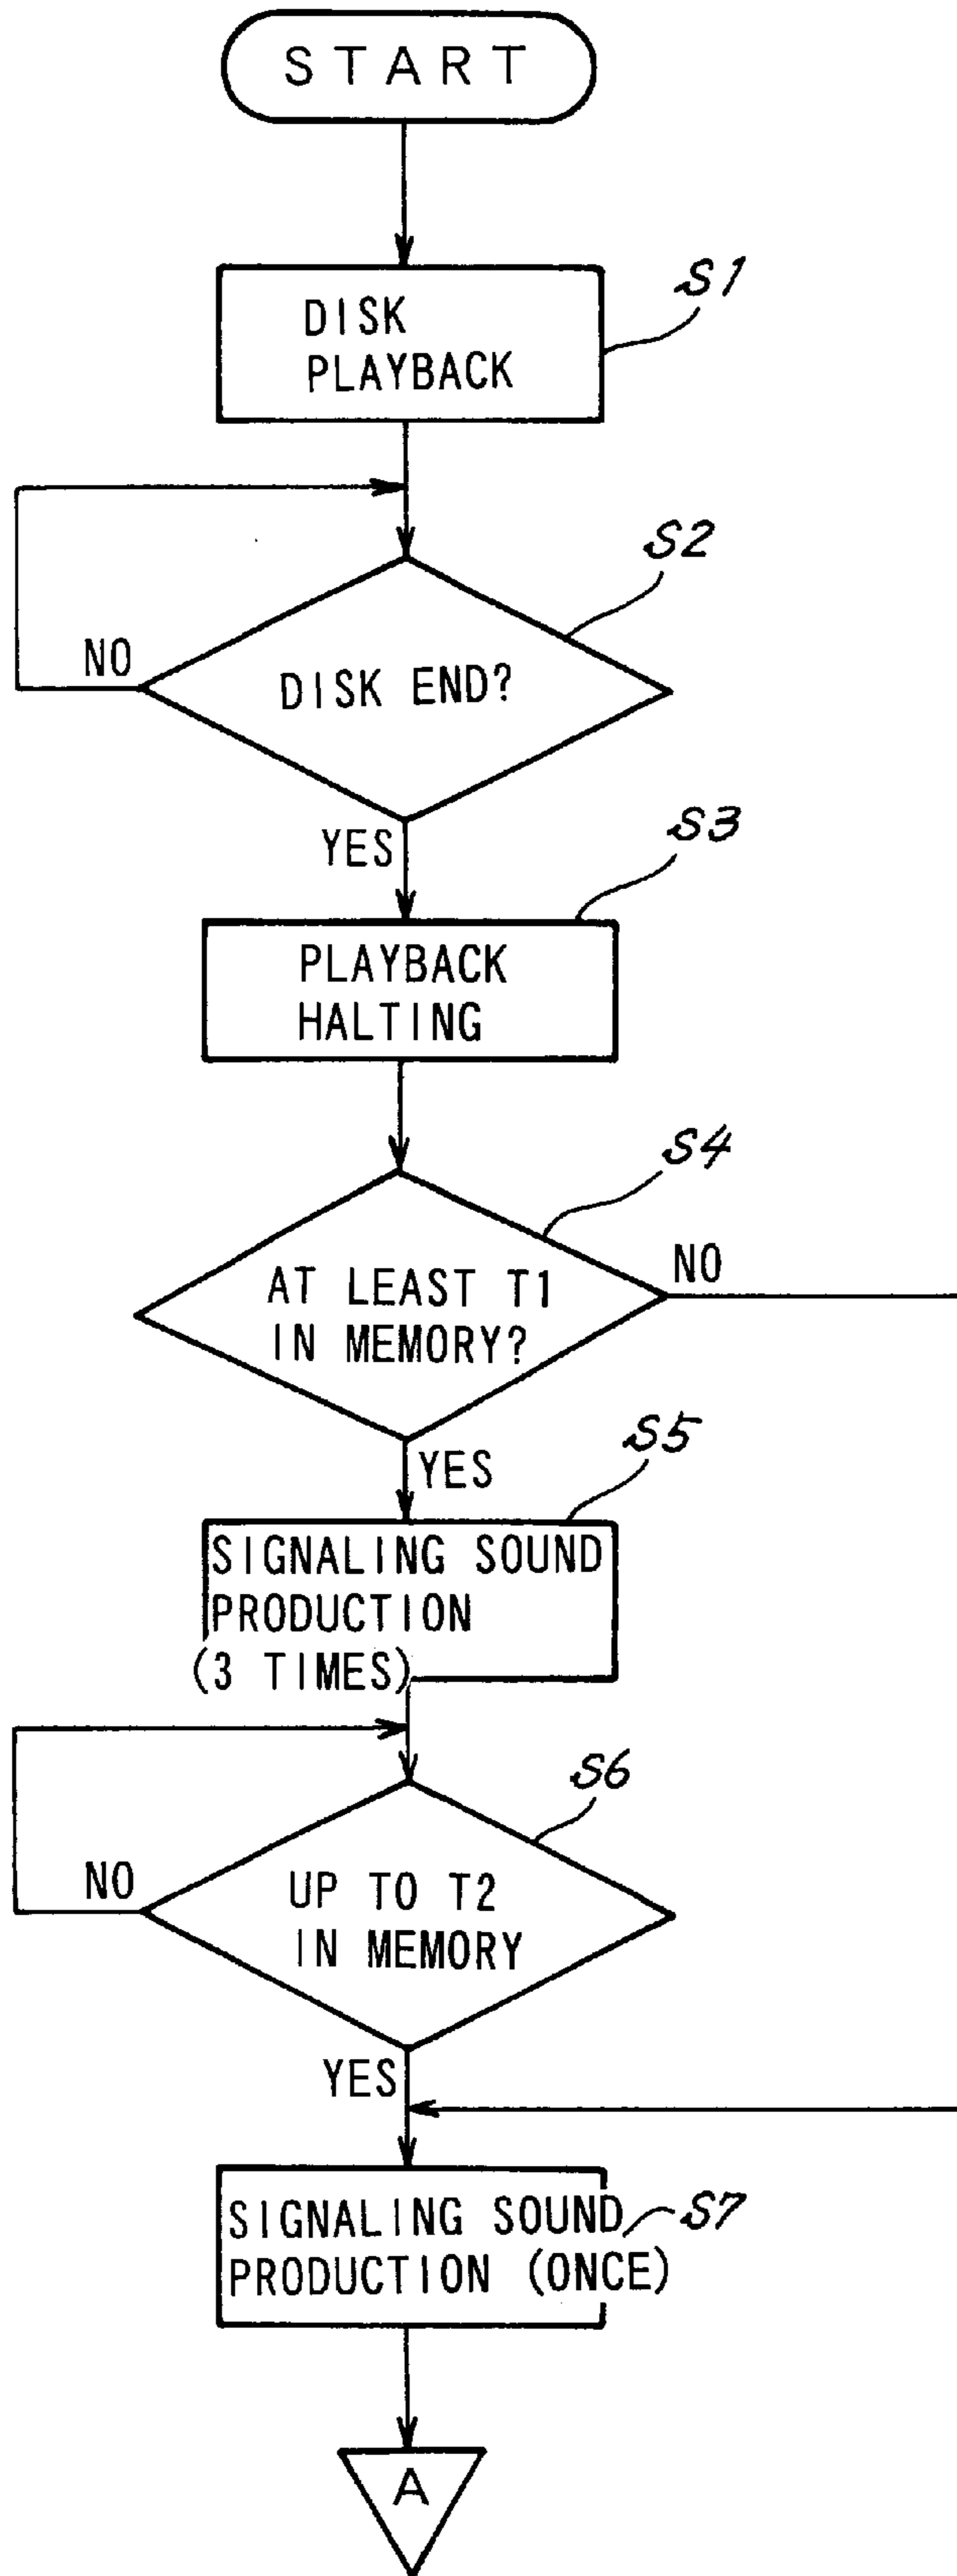 START
S1
DISK
PLAYBACK
S2
NO
DISK END?
YES
S3
PLAYBACK
HALTING
S4
NO
AT LEAST T1
IN MEMORY?
YES
S5
SIGNALING SOUND
PRODUCTION
(3 TIMES)
S6
NO
UP TO T2
IN MEMORY
YES
SIGNALING SOUND
S7
PRODUCTION (ONCE)
A